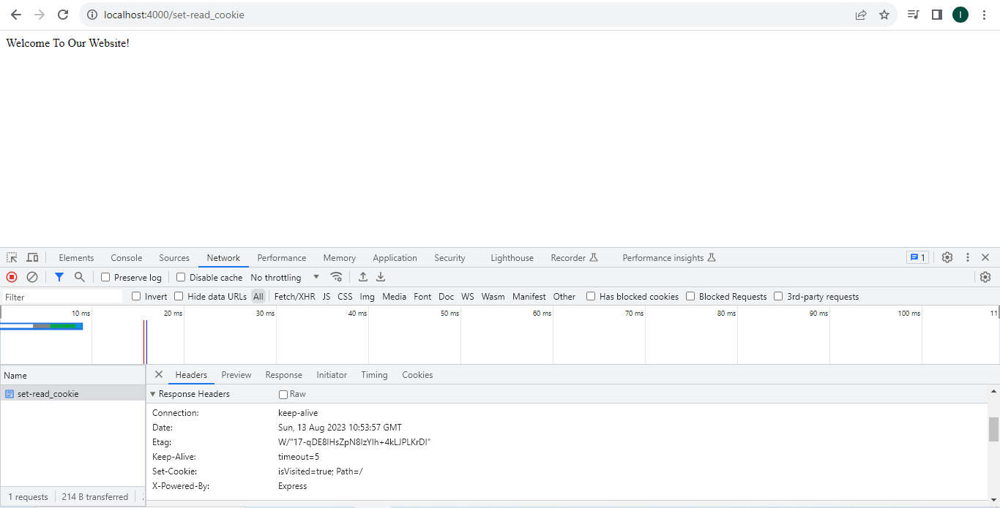 localhost:4000/set-read_cookie
I
Welcome To Our Website!
Elements Console Sources Network Performance Memory Application Security Lighthouse Recorder Performance insights 1
Preserve log Disable cache No throttling
Filter Invert Hide data URLs All Fetch/XHR JS CSS Img Media Font Doc WS Wasm Manifest Other Has blocked cookies Blocked Requests 3rd-party requests
10 ms 20 ms 30 ms 40 ms 50 ms 60 ms 70 ms 80 ms 90 ms 100 ms 11
Name Headers Preview Response Initiator Timing Cookies
set-read_cookie Response Headers Raw
Connection: keep-alive
Date: Sun, 13 Aug 2023 10:53:57 GMT
Etag:
Keep-Alive: timeout=5
Set-Cookie: isVisited=true; Path=/
X-Powered-By: Express
1 requests 214 B transferred